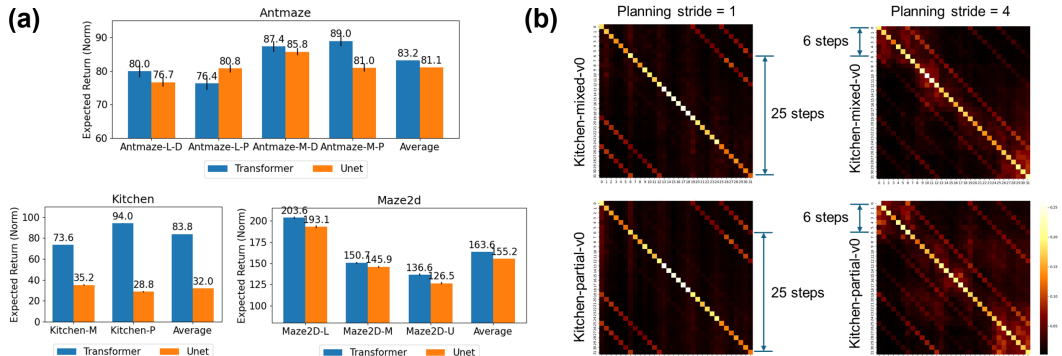 (a)
Antmaze
Expected Return (Norm)
90
80
70
60
80.0
76.7
76.4
80.8
87.4
85.8
89.0
81.0
83.2
81.1
Antmaze-L-D
Antmaze-L-P
Antmaze-M-D
Antmaze-M-P
Average
Transformer
Unet
Kitchen
Expected Return (Norm)
100
80
60
40
20
0
73.6
35.2
94.0
28.8
83.8
32.0
Kitchen-M
Kitchen-P
Average
Transformer
Unet
Maze2d
Expected Return (Norm)
200
175
150
125
100
203.6
193.1
150.7
145.9
136.6
126.5
163.6
155.2
Maze2D-L
Maze2D-M
Maze2D-U
Average
Transformer
Unet
(b)
Planning stride = 1
Planning stride = 4
Kitchen-mixed-v0
25 steps
6 steps
Kitchen-mixed-v0
Kitchen-partial-v0
25 steps
6 steps
Kitchen-partial-v0